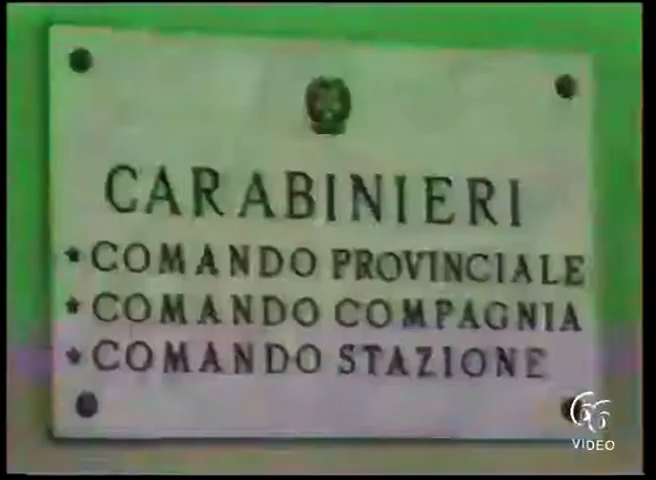 CARABINIERI
* COMANDO PROVINCIALE
* COMANDO COMPAGNIA
* COMANDO STAZIONE
VIDEO